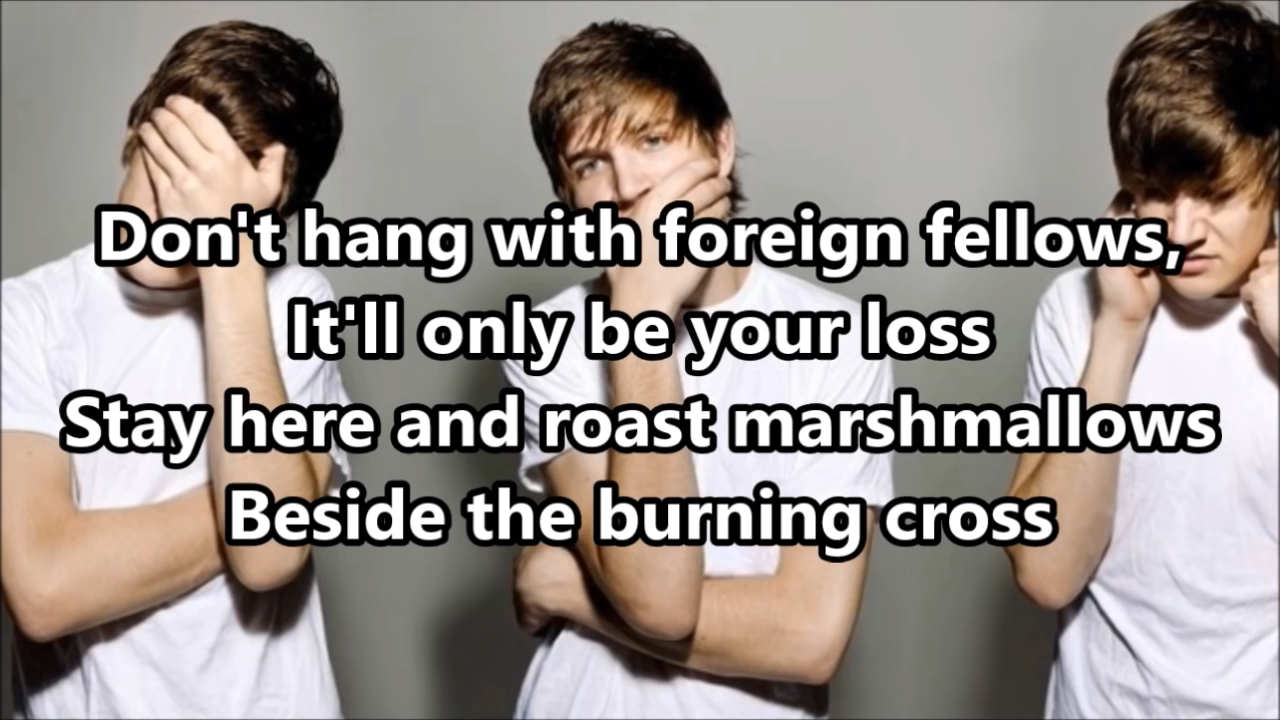 Don't hang with foreign fellows,
It'll only be your loss
Stay here and roast marshmallows
Beside the burning cross